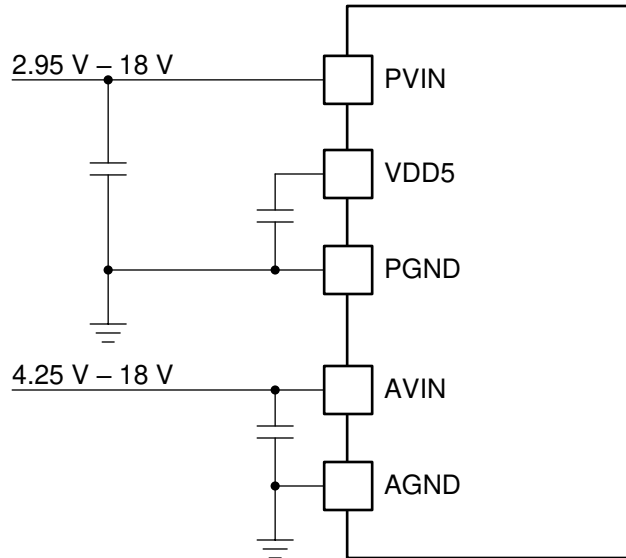 2.95 V – 18 V
PVIN
VDD5
PGND
4.25 V – 18 V
AVIN
AGND